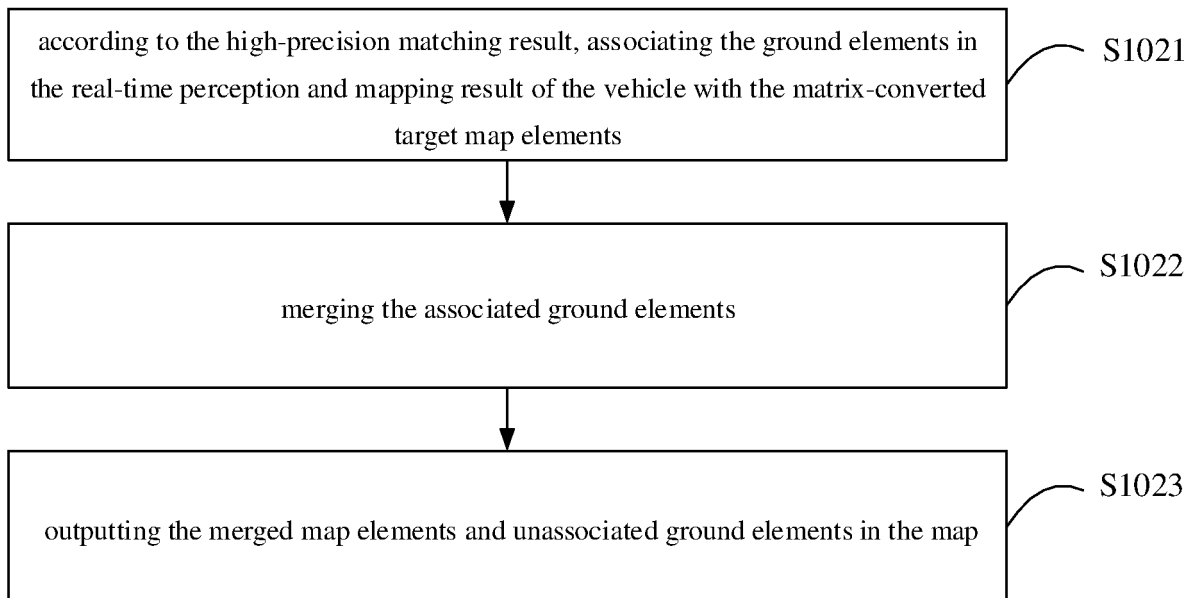 according to the high-precision matching result, associating the ground elements in
the real-time perception and mapping result of the vehicle with the matrix-converted
target map elements
S1021
merging the associated ground elements
S1022
outputting the merged map elements and unassociated ground elements in the map
S1023